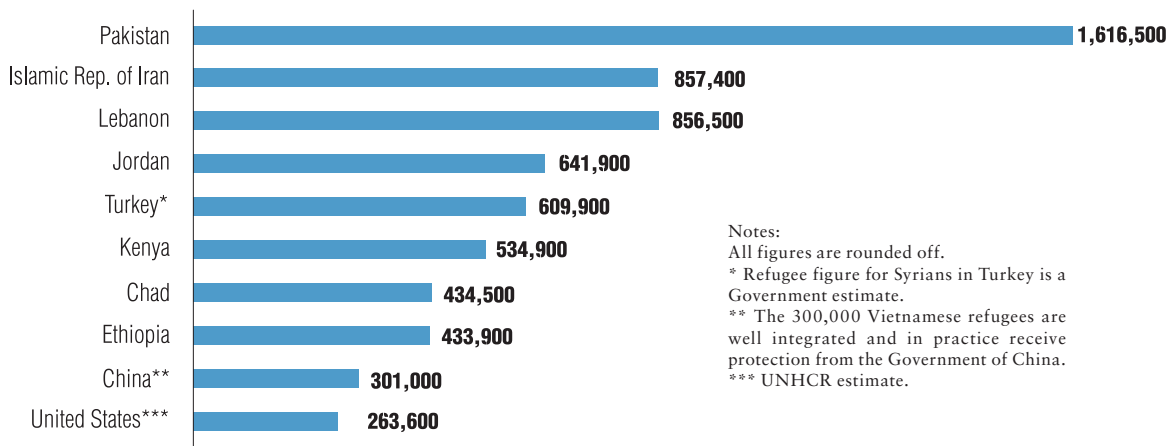 Pakistan 1,616,500
Islamic Rep. of Iran 857,400
Lebanon 856,500
Jordan 641,900
Turkey* 609,900
Kenya 534,900
Chad 434,500
Ethiopia 433,900
China** 301,000
United States*** 263,600
Notes:
All figures are rounded off.
* Refugee figure for Syrians in Turkey is a
Government estimate.
** The 300,000 Vietnamese refugees are
well integrated and in practice receive
protection from the Government of China.
*** UNHCR estimate.